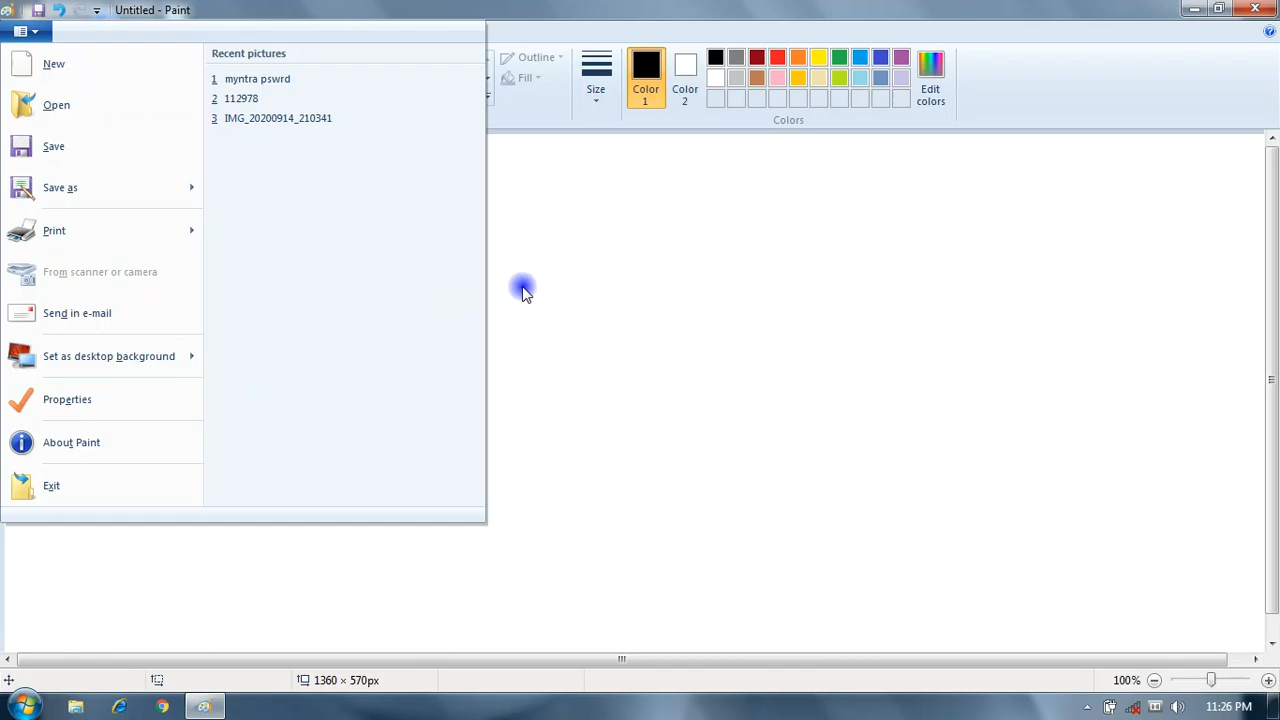 Untitled - Paint
Recent pictures
New
1 myntra pswrd
2 112978
Open
3 IMG_20200914_210341
Save
Save as
Print
From scanner or camera
Send in e-mail
Set as desktop background
Properties
About Paint
Exit
Outline
Fill
Size
Color 1
Color 2
Edit colors
Colors
1360 × 570px
100%
11:26 PM